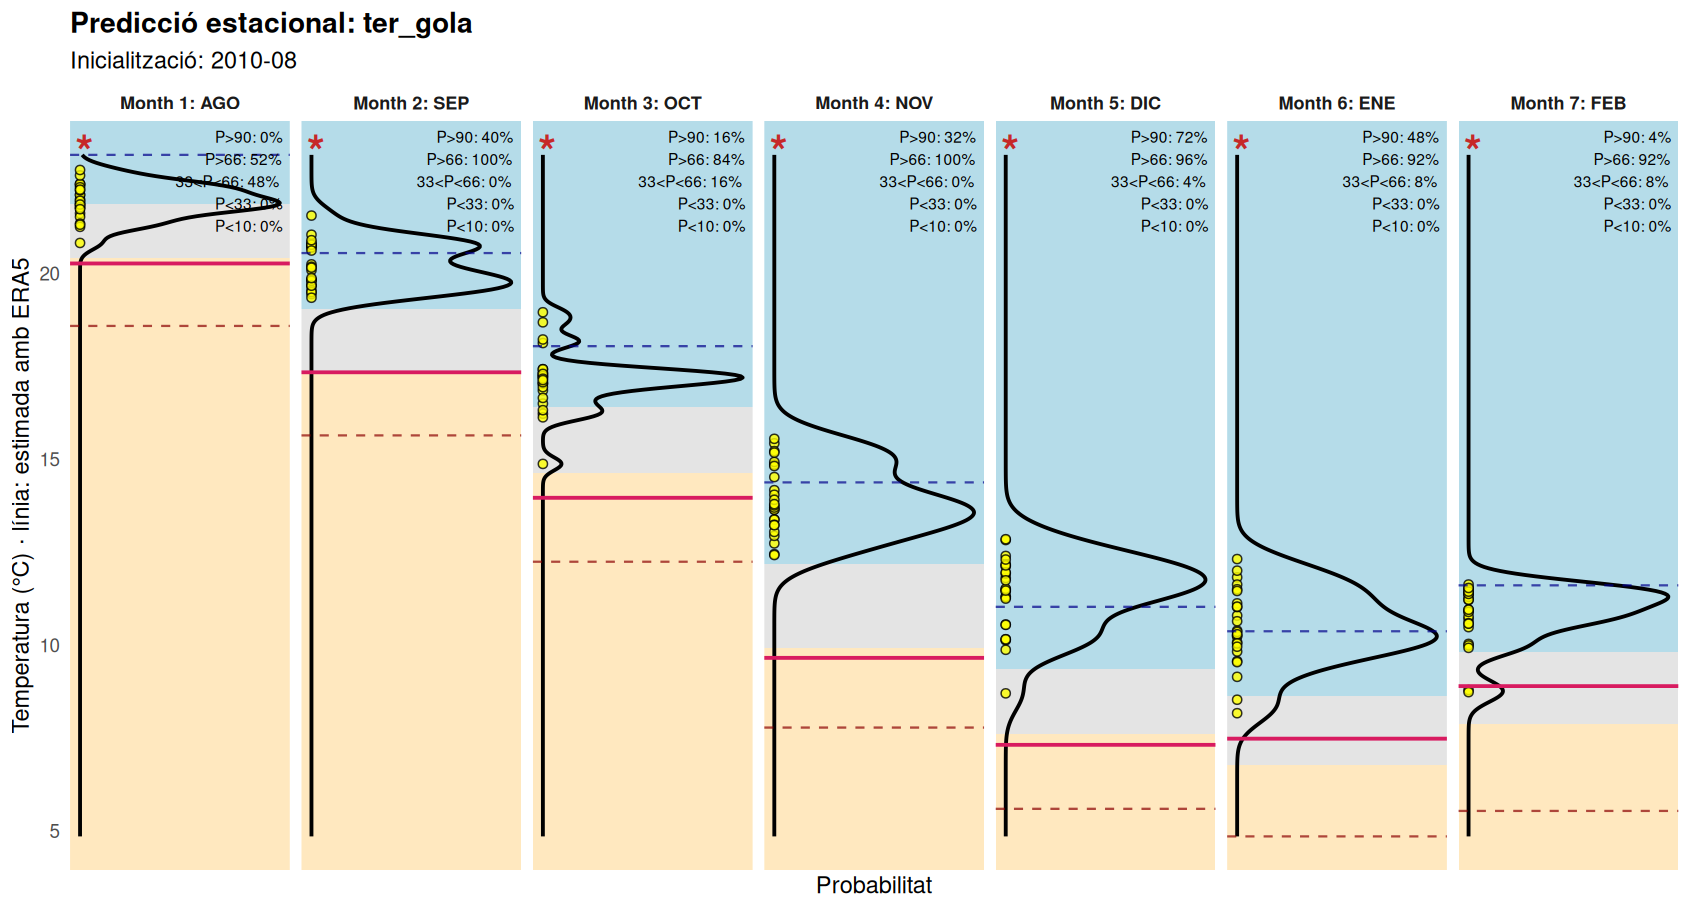 Predicció estacional: ter_gola
Inicialització: 2010-08
Month 1: AGO
Month 2: SEP
Month 3: OCT
Month 4: NOV
Month 5: DIC
Month 6: ENE
Month 7: FEB
*
P>90: 0%
P>66: 52%
33<P<66: 48%
P<33: 0%
P<10: 0%
*
P>90: 40%
P>66: 100%
33<P<66: 0%
P<33: 0%
P<10: 0%
*
P>90: 16%
P>66: 84%
33<P<66: 16%
P<33: 0%
P<10: 0%
*
P>90: 32%
P>66: 100%
33<P<66: 0%
P<33: 0%
P<10: 0%
*
P>90: 72%
P>66: 96%
33<P<66: 4%
P<33: 0%
P<10: 0%
*
P>90: 48%
P>66: 92%
33<P<66: 8%
P<33: 0%
P<10: 0%
*
P>90: 4%
P>66: 92%
33<P<66: 8%
P<33: 0%
P<10: 0%
Temperatura (°C) · línia: estimada amb ERA5
20
15
10
5
Probabilitat